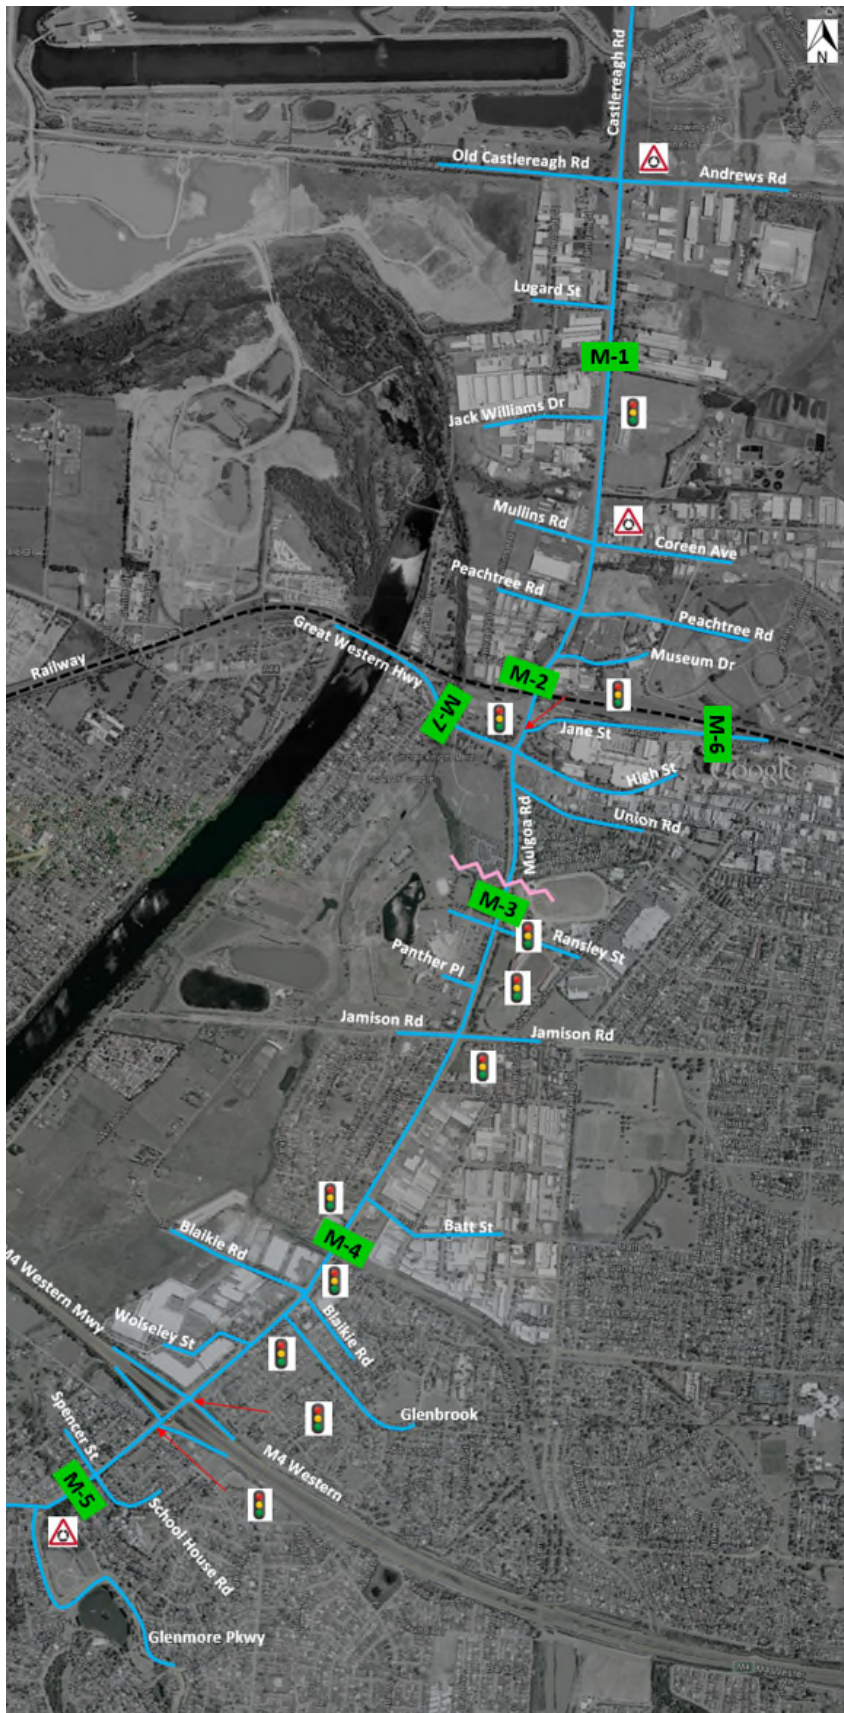 N
Castlereagh Rd
Old Castlereagh Rd
Andrews Rd
Lugard St
M-1
Jack Williams Dr
Mullins Rd
Coreen Ave
Peachtree Rd
Peachtree Rd
Great Western Hwy
Museum Dr
Railway
M-2
M-7
Jane St
M-6
Google
High St
Mulgoa Rd
Union Rd
M-3
Ransley St
Panther Pl
Jamison Rd
Jamison Rd
Batt St
Blaikie Rd
M-4
M4 Western Mwy
Blaikie Rd
Wolseley St
Glenbrook
Spencer St
M4 Western
M-5
School House Rd
Glenmore Pkwy
M4